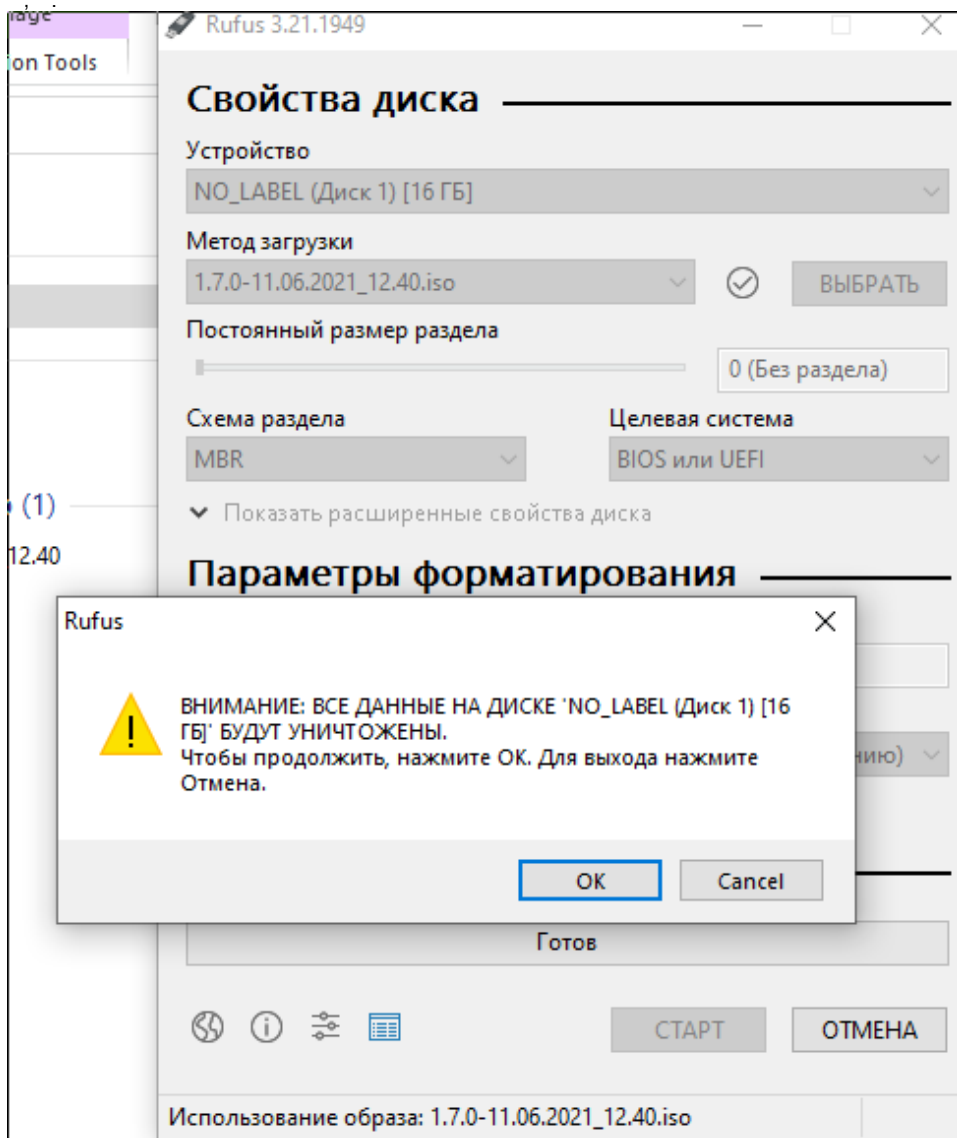 Rufus 3.21.1949
on Tools
Свойства диска
Устройство
NO_LABEL (Диск 1) [16 ГБ]
Метод загрузки
1.7.0-11.06.2021_12.40.iso
ВЫБРАТЬ
Постоянный размер раздела
0 (Без раздела)
Схема раздела
Целевая система
MBR
BIOS или UEFI
(1)
Показать расширенные свойства диска
12.40
Параметры форматирования
Rufus
ВНИМАНИЕ: ВСЕ ДАННЫЕ НА ДИСКЕ 'NO_LABEL (Диск 1) [16
ГБ]' БУДУТ УНИЧТОЖЕНЫ.
Чтобы продолжить, нажмите ОК. Для выхода нажмите
Отмена.
нию)
OK
Cancel
Готов
СТАРТ
ОТМЕНА
Использование образа: 1.7.0-11.06.2021_12.40.iso